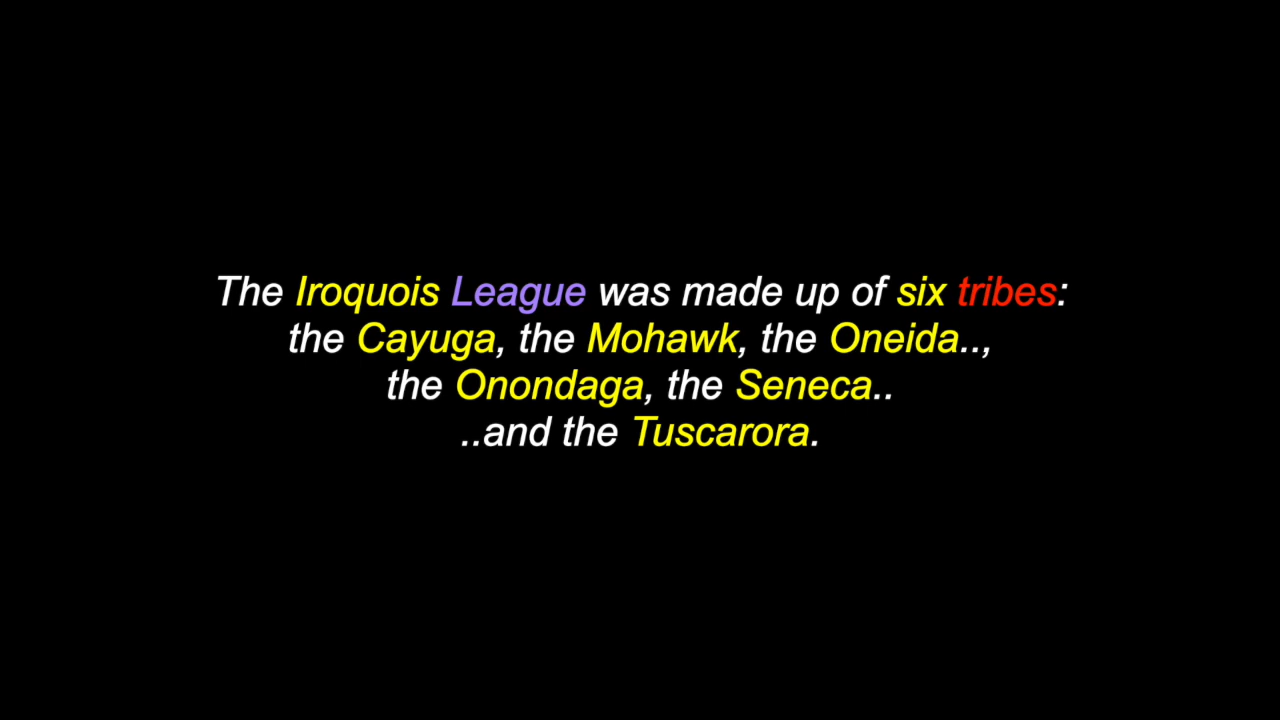 The Iroquois League was made up of six tribes:
the Cayuga, the Mohawk, the Oneida..,
the Onondaga, the Seneca..
..and the Tuscarora.